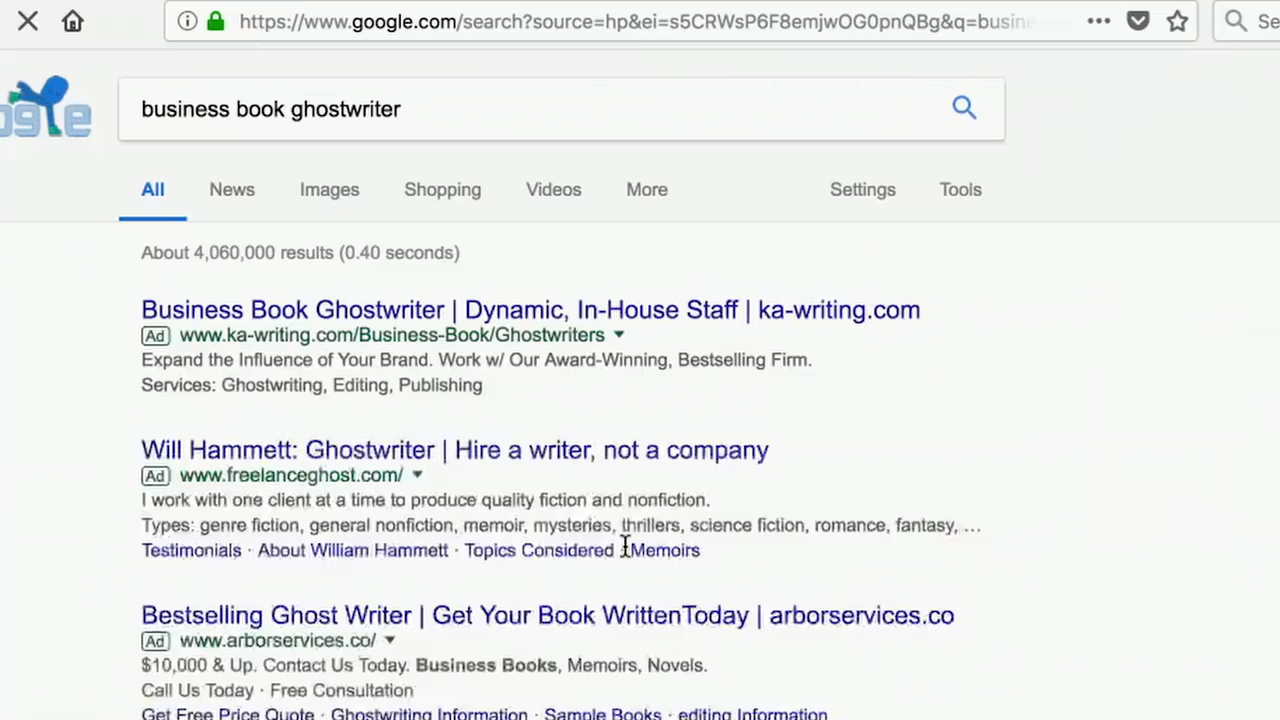 https://www.google.com/search?source=hp&ei=s5CRWsP6F8emjwOG0pnQBg&q=busin
Se
business book ghostwriter
All News Images Shopping Videos More Settings Tools
About 4,060,000 results (0.40 seconds)
Business Book Ghostwriter | Dynamic, In-House Staff | ka-writing.com
Ad www.ka-writing.com/Business-Book/Ghostwriters
Expand the Influence of Your Brand. Work w/ Our Award-Winning, Bestselling Firm.
Services: Ghostwriting, Editing, Publishing
Will Hammett: Ghostwriter | Hire a writer, not a company
Ad www.freelanceghost.com/
I work with one client at a time to produce quality fiction and nonfiction.
Types: genre fiction, general nonfiction, memoir, mysteries, thrillers, science fiction, romance, fantasy, ...
Testimonials · About William Hammett · Topics Considered · Memoirs
Bestselling Ghost Writer | Get Your Book WrittenToday | arborservices.co
Ad www.arborservices.co/
$10,000 & Up. Contact Us Today. Business Books, Memoirs, Novels.
Call Us Today · Free Consultation
Get Free Price Quote · Ghostwriting Information · Sample Books · editing Information